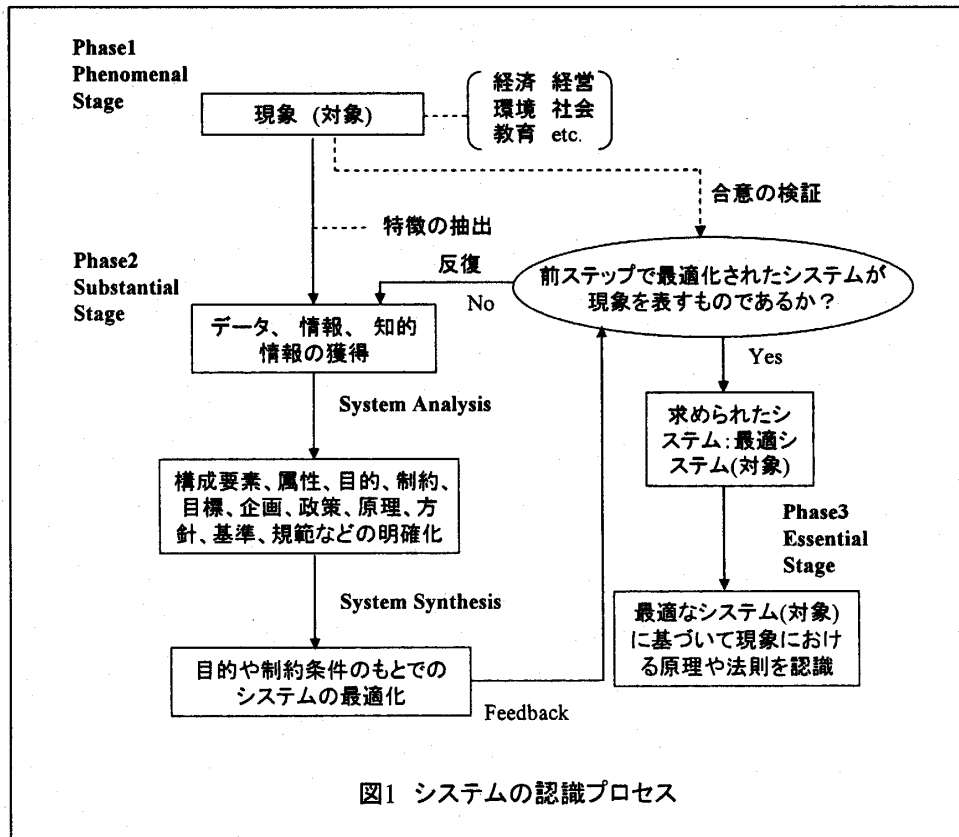 Phase1
Phenomenal
Stage
現象 (対象)
経済 経営
環境 社会
教育 etc.
合意の検証
特徴の抽出
Phase2
Substantial
Stage
反復
No
前ステップで最適化されたシステムが
現象を表すものであるか？
データ、 情報、 知的
情報の獲得
Yes
System Analysis
求められたシ
ステム:最適シ
ステム(対象)
構成要素、属性、目的、制約、
目標、企画、政策、原理、方
針、基準、規範などの明確化
Phase3
Essential
Stage
System Synthesis
最適なシステム(対象)
に基づいて現象におけ
る原理や法則を認識
目的や制約条件のもとでの
システムの最適化
Feedback
図1 システムの認識プロセス